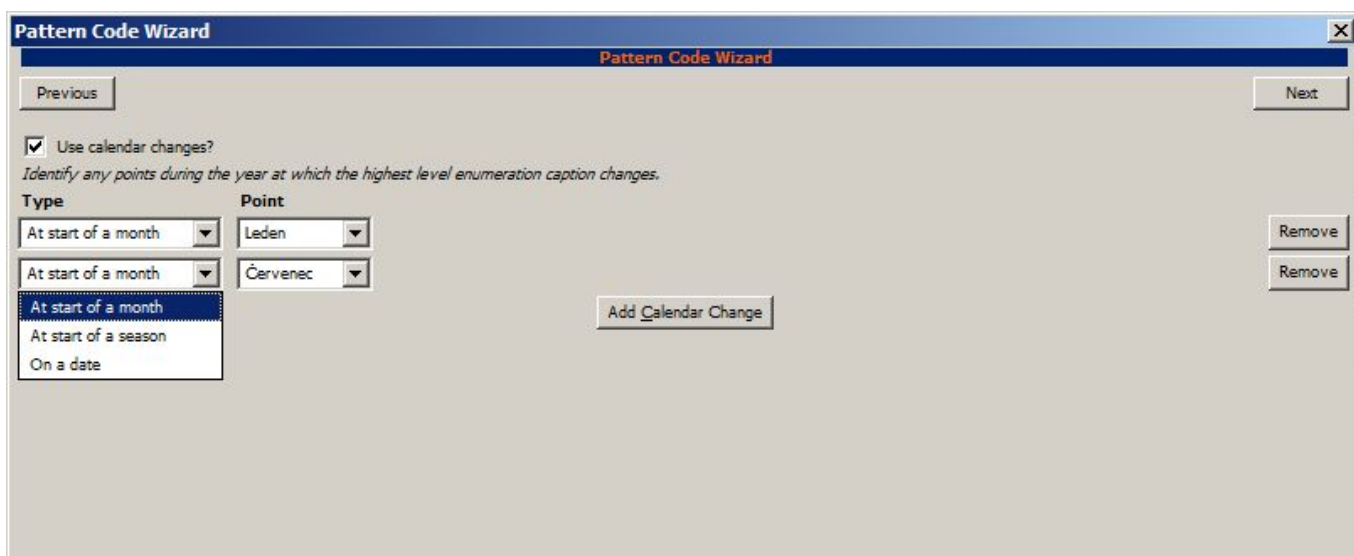 Pattern Code Wizard
Pattern Code Wizard
Previous Next
Use calendar changes?
Identify any points during the year at which the highest level enumeration caption changes.
Type Point
At start of a month Leden Remove
At start of a month Červenec Remove
At start of a month
Add Calendar Change
At start of a season
On a date